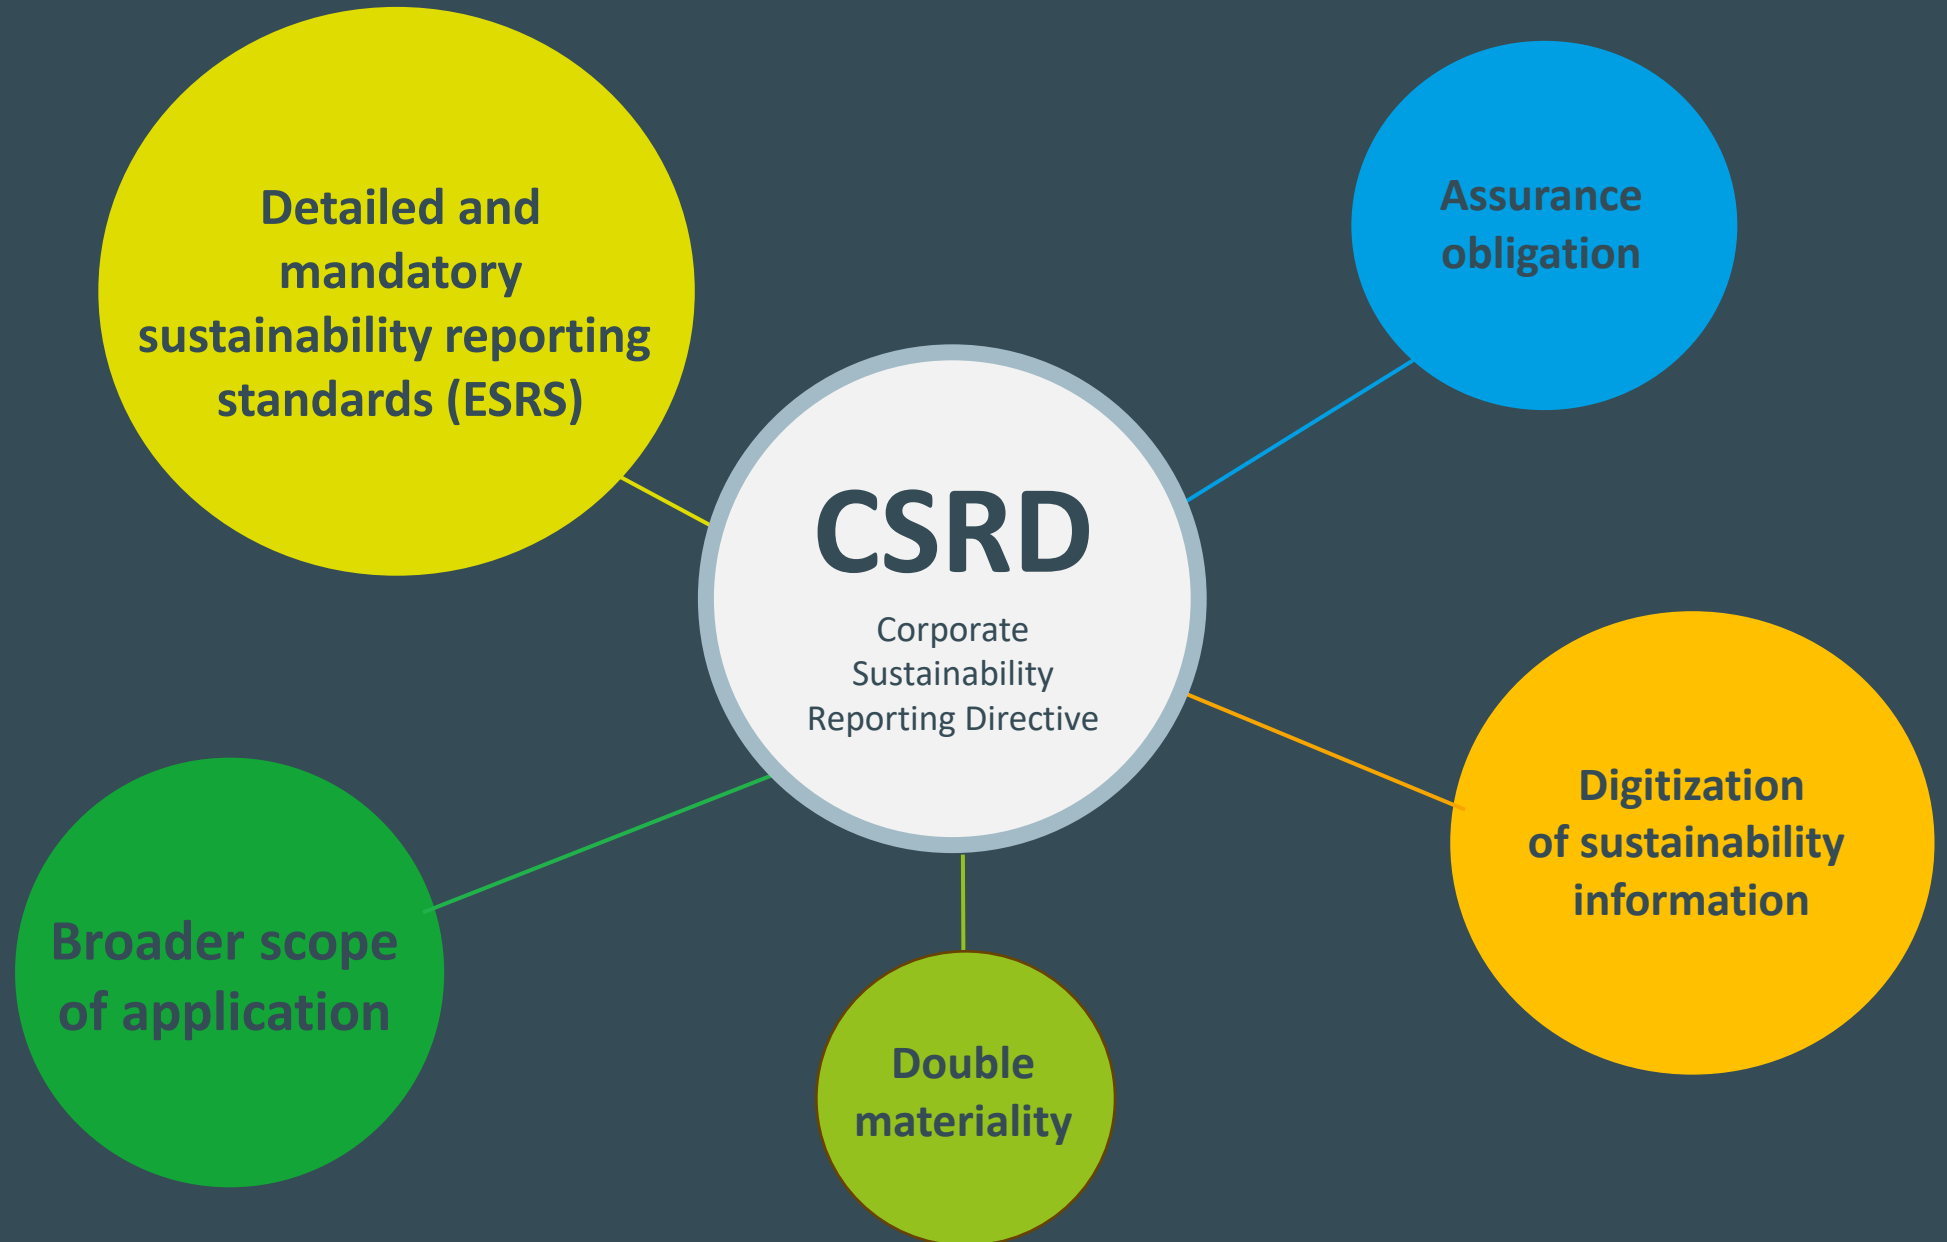 Detailed and
mandatory
sustainability reporting
standards (ESRS)
Assurance
obligation
CSRD
Corporate
Sustainability
Reporting Directive
Digitization
of sustainability
information
Broader scope
of application
Double
materiality